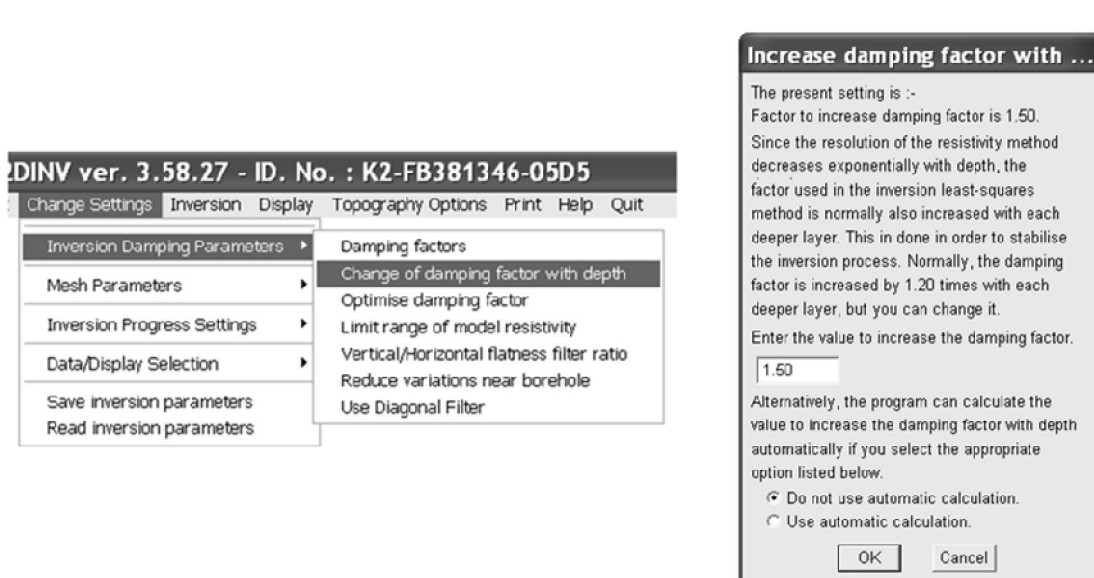 2DINV ver. 3.58.27 - ID. No. : K2-FB381346-05D5
Change Settings Inversion Display Topography Options Print Help Quit
Inversion Damping Parameters
Mesh Parameters
Inversion Progress Settings
Data/Display Selection
Save inversion parameters
Read inversion parameters
Damping factors
Change of damping factor with depth
Optimise damping factor
Limit range of model resistivity
Vertical/Horizontal flatness filter ratio
Reduce variations near borehole
Use Diagonal Filter
Increase damping factor with ...
The present setting is :-
Factor to increase damping factor is 1.50.
Since the resolution of the resistivity method
decreases exponentially with depth, the
factor used in the inversion least-squares
method is normally also increased with each
deeper layer. This in done in order to stabilise
the inversion process. Normally, the damping
factor is increased by 1.20 times with each
deeper layer, but you can change it.
Enter the value to increase the damping factor.
1.50
Alternatively, the program can calculate the
value to increase the damping factor with depth
automatically if you select the appropriate
option listed below.
Do not use automatic calculation.
Use automatic calculation.
OK Cancel